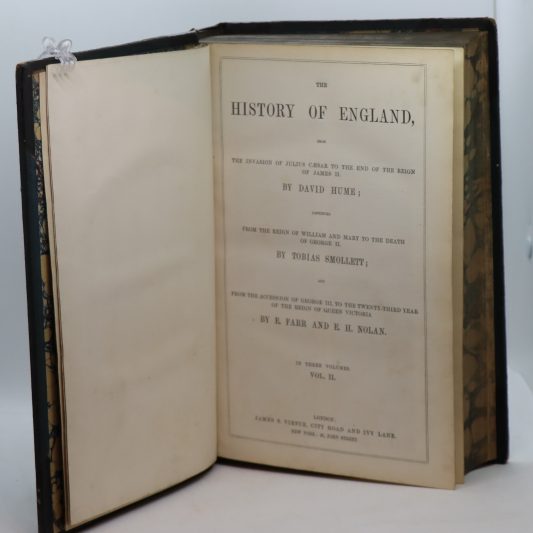 THE
HISTORY OF ENGLAND,
FROM
THE INVASION OF JULIUS CÆSAR TO THE END OF THE REIGN
OF JAMES II.
BY DAVID HUME;
CONTINUED
FROM THE REIGN OF WILLIAM AND MARY TO THE DEATH
OF GEORGE II.
BY TOBIAS SMOLLETT;
AND
FROM THE ACCESSION OF GEORGE III. TO THE TWENTY-THIRD YEAR
OF THE REIGN OF QUEEN VICTORIA
BY E. FARR AND E. H. NOLAN.
IN THREE VOLUMES.
VOL. II.
LONDON:
JAMES S. VIRTUE, CITY ROAD AND IVY LANE.
NEW YORK: 26, JOHN STREET.